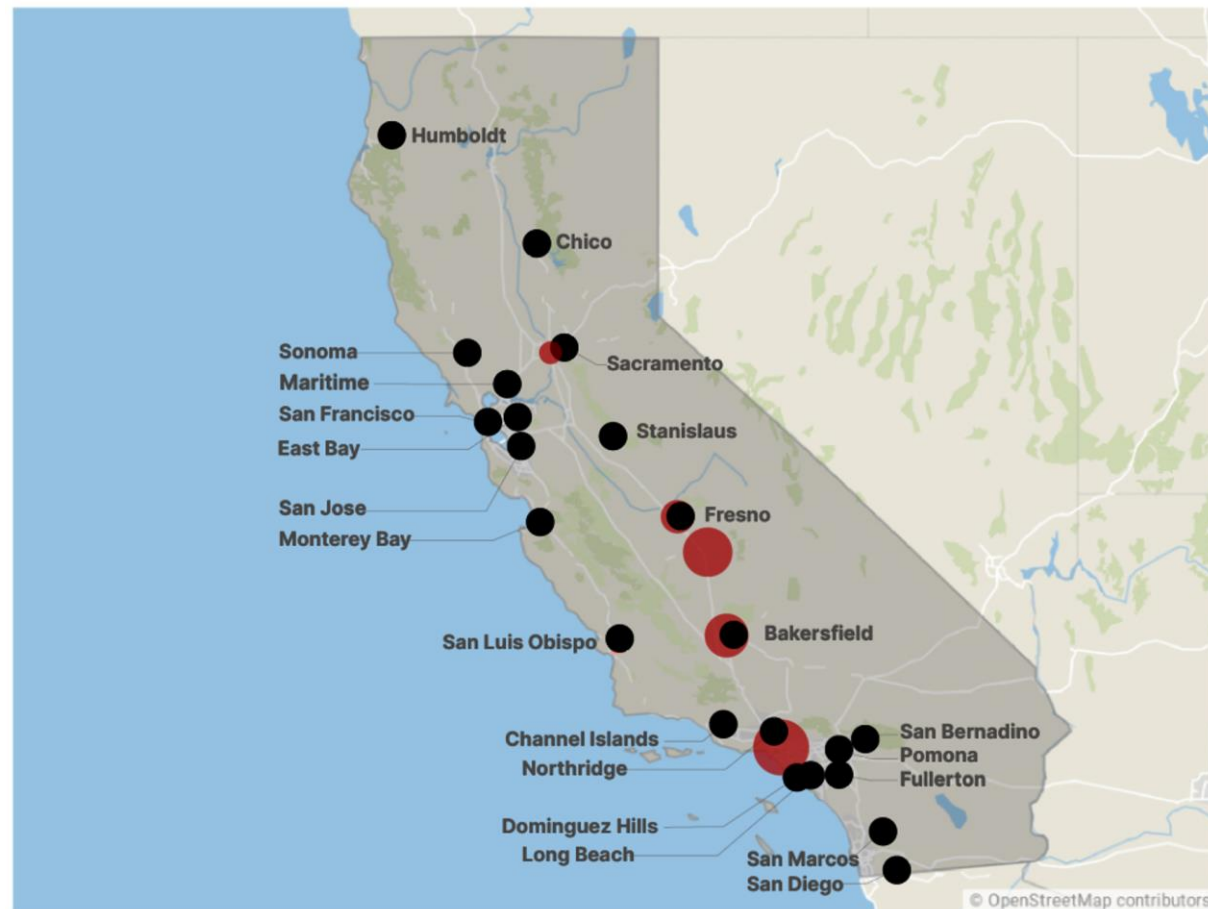 Humboldt
Chico
Sonoma
Sacramento
Maritime
San Francisco
Stanislaus
East Bay
San Jose
Fresno
Monterey Bay
San Luis Obispo
Bakersfield
Channel Islands
San Bernadino
Northridge
Pomona
Fullerton
Dominguez Hills
Long Beach
San Marcos
San Diego
© OpenStreetMap contributors